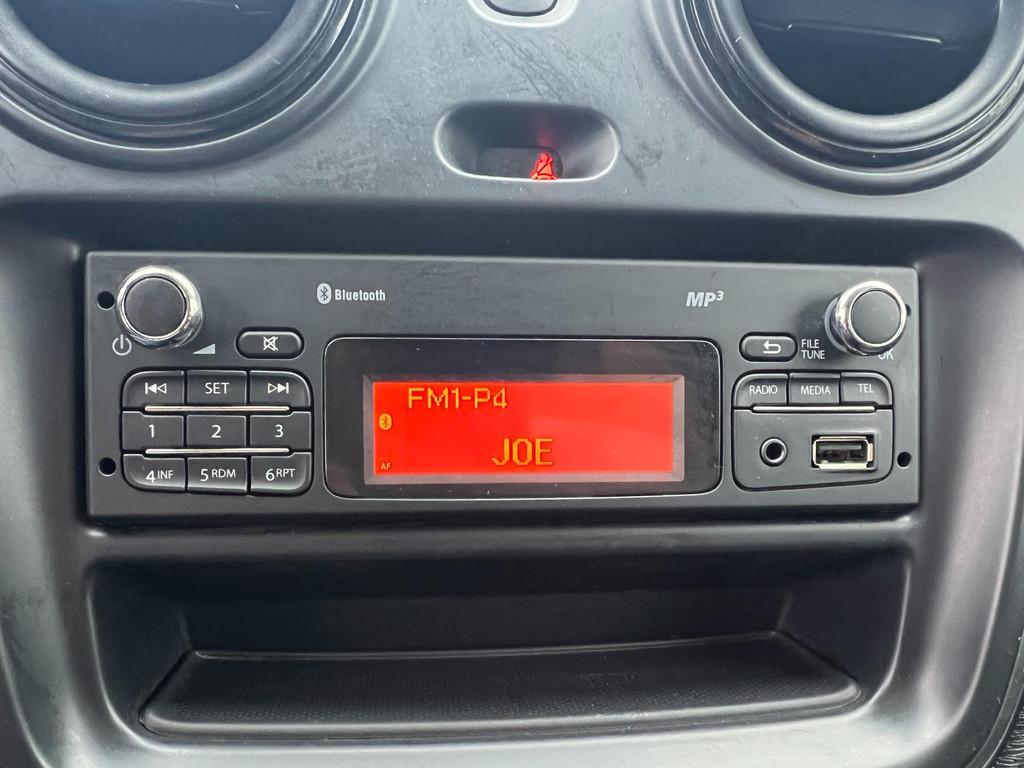 Bluetooth
MP3
FILE
TUNE
OK
SET
1
2
3
4 INF
5 RDM
6 RPT
FM1-P4
JOE
AF
RADIO
MEDIA
TEL